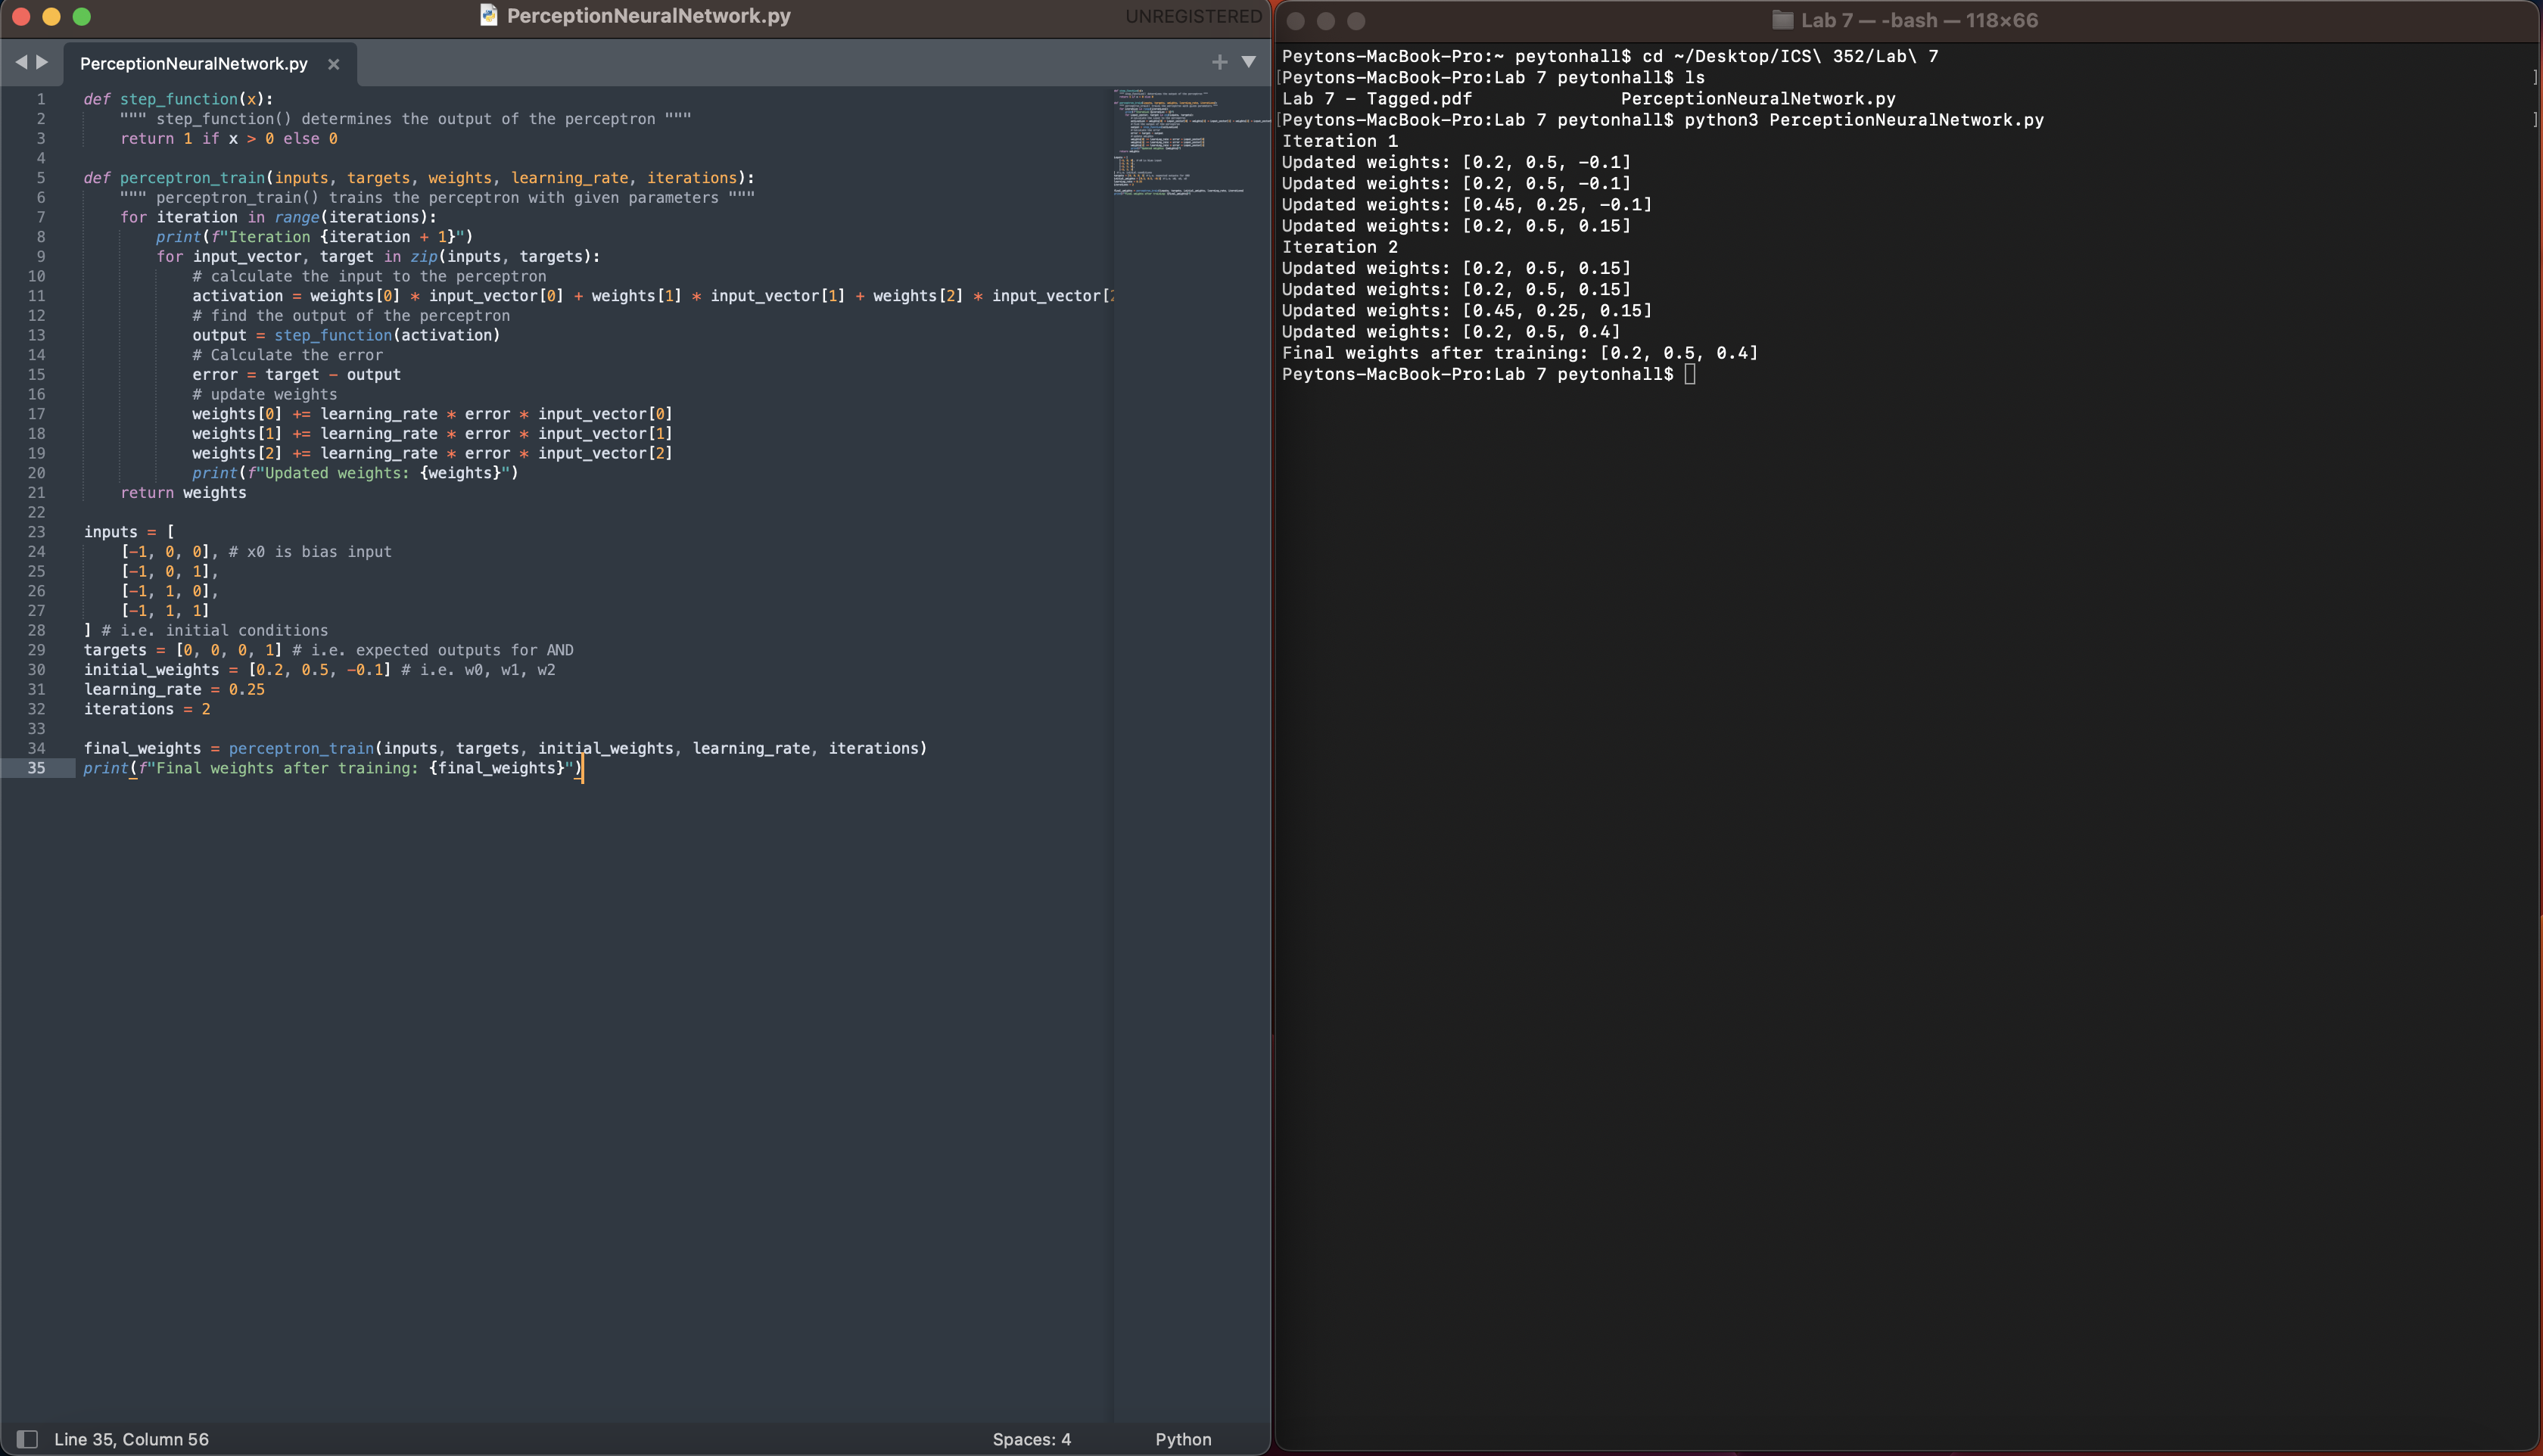 PerceptionNeuralNetwork.py
UNREGISTERED
PerceptionNeuralNetwork.py ×
1 def step_function(x):
2 """ step_function() determines the output of the perceptron """
3 return 1 if x > 0 else 0
4
5 def perceptron_train(inputs, targets, weights, learning_rate, iterations):
6 """ perceptron_train() trains the perceptron with given parameters """
7 for iteration in range(iterations):
8 print(f"Iteration {iteration + 1}")
9 for input_vector, target in zip(inputs, targets):
10 # calculate the input to the perceptron
11 activation = weights[0] * input_vector[0] + weights[1] * input_vector[1] + weights[2] * input_vector[2
12 # find the output of the perceptron
13 output = step_function(activation)
14 # Calculate the error
15 error = target - output
16 # update weights
17 weights[0] += learning_rate * error * input_vector[0]
18 weights[1] += learning_rate * error * input_vector[1]
19 weights[2] += learning_rate * error * input_vector[2]
20 print(f"Updated weights: {weights}")
21 return weights
22
23 inputs = [
24 [-1, 0, 0], # x0 is bias input
25 [-1, 0, 1],
26 [-1, 1, 0],
27 [-1, 1, 1]
28 ] # i.e. initial conditions
29 targets = [0, 0, 0, 1] # i.e. expected outputs for AND
30 initial_weights = [0.2, 0.5, -0.1] # i.e. w0, w1, w2
31 learning_rate = 0.25
32 iterations = 2
33
34 final_weights = perceptron_train(inputs, targets, initial_weights, learning_rate, iterations)
35 print(f"Final weights after training: {final_weights}")
Line 35, Column 56
Spaces: 4
Python
Lab 7 — -bash — 118×66
Peytons-MacBook-Pro:~ peytonhall$ cd ~/Desktop/ICS\ 352/Lab\ 7
[Peytons-MacBook-Pro:Lab 7 peytonhall$ ls ]
Lab 7 - Tagged.pdf PerceptionNeuralNetwork.py
[Peytons-MacBook-Pro:Lab 7 peytonhall$ python3 PerceptionNeuralNetwork.py ]
Iteration 1
Updated weights: [0.2, 0.5, -0.1]
Updated weights: [0.2, 0.5, -0.1]
Updated weights: [0.45, 0.25, -0.1]
Updated weights: [0.2, 0.5, 0.15]
Iteration 2
Updated weights: [0.2, 0.5, 0.15]
Updated weights: [0.2, 0.5, 0.15]
Updated weights: [0.45, 0.25, 0.15]
Updated weights: [0.2, 0.5, 0.4]
Final weights after training: [0.2, 0.5, 0.4]
Peytons-MacBook-Pro:Lab 7 peytonhall$